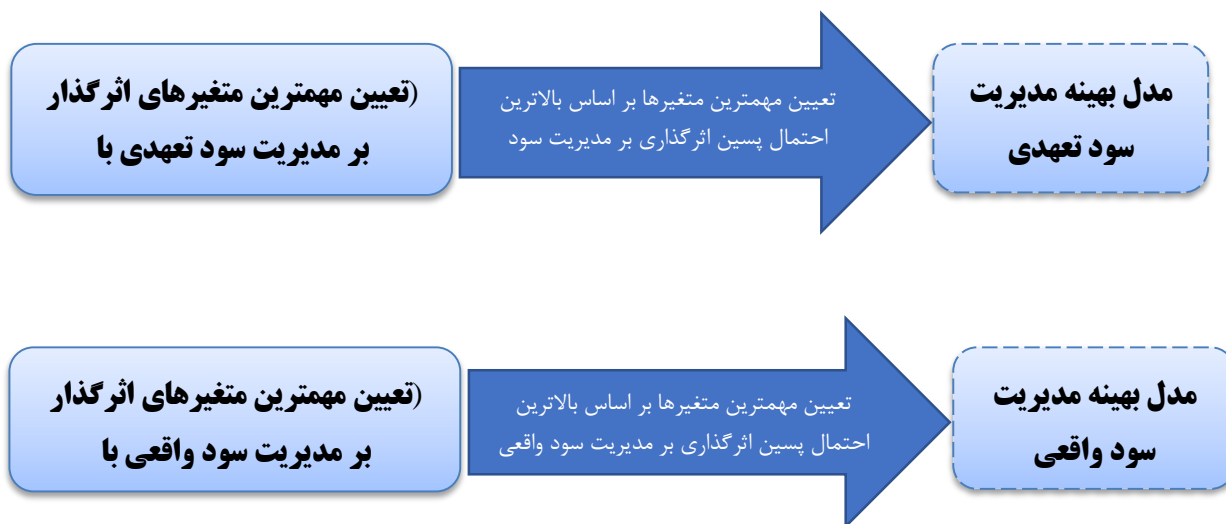 (تعیین مهمترین متغیرهای اثرگذار
بر مدیریت سود تعهدی با
تعیین مهمترین متغیرها بر اساس بالاترین
احتمال پسین اثرگذاری بر مدیریت سود
مدل بهینه مدیریت
سود تعهدی
(تعیین مهمترین متغیرهای اثرگذار
بر مدیریت سود واقعی با
تعیین مهمترین متغیرها بر اساس بالاترین
احتمال پسین اثرگذاری بر مدیریت سود واقعی
مدل بهینه مدیریت
سود واقعی